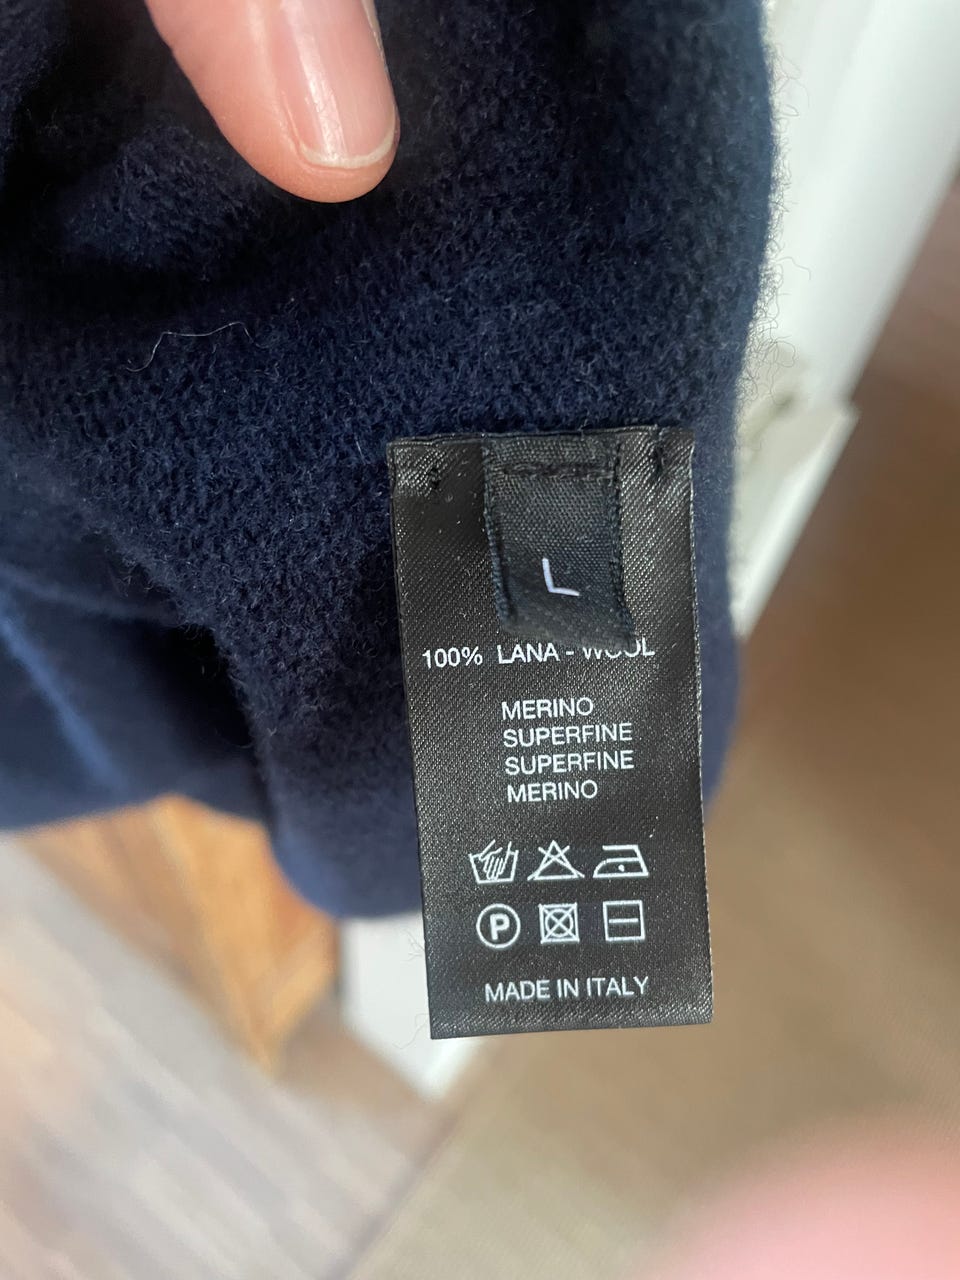 L
100% LANA - WOOL
MERINO
SUPERFINE
SUPERFINE
MERINO
P
MADE IN ITALY